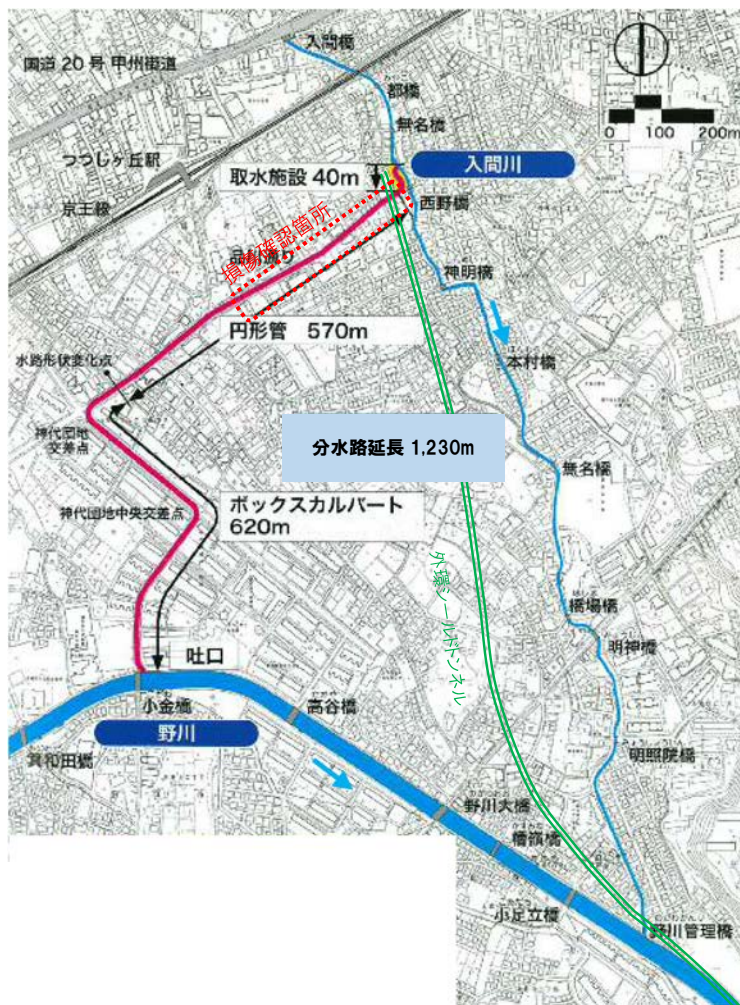 入間橋
N
国道 20 号 甲州街道
都橋
無名橋
0 100 200m
つつじヶ丘駅
入間川
取水施設 40m
京王線
西野橋
損傷確認箇所
品川通り
神明橋
円形管 570m
水路形状変化点
本村橋
神代団地
交差点
分水路延長 1,230m
無名橋
ボックスカルバート
620m
神代団地中央交差点
外環シールドトンネル
橋場橋
明神橋
吐口
小金橋
高谷橋
野川
明照院橋
野川大橋
小足立橋
野川管理橋